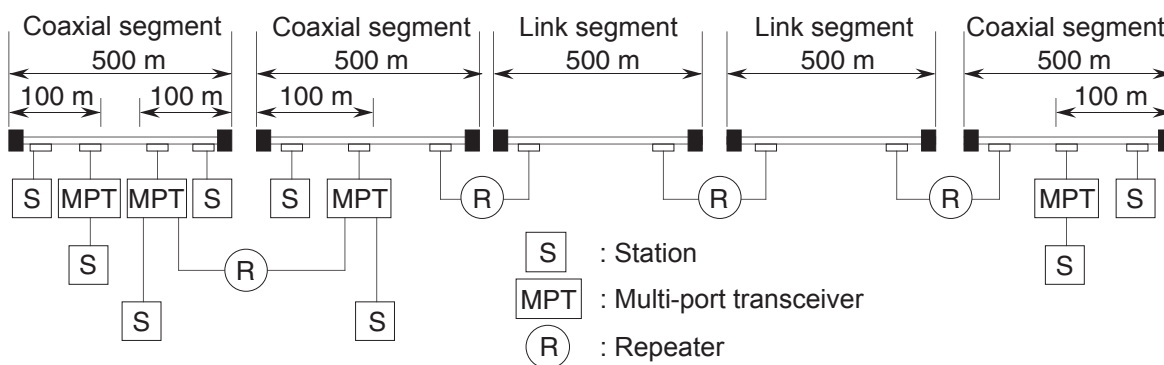 Coaxial segment Coaxial segment Link segment Link segment Coaxial segment
500 m 500 m 500 m 500 m 500 m
100 m 100 m 100 m 100 m
S MPT MPT S S MPT R R R MPT S
S R S
S S
S : Station
MPT : Multi-port transceiver
R : Repeater